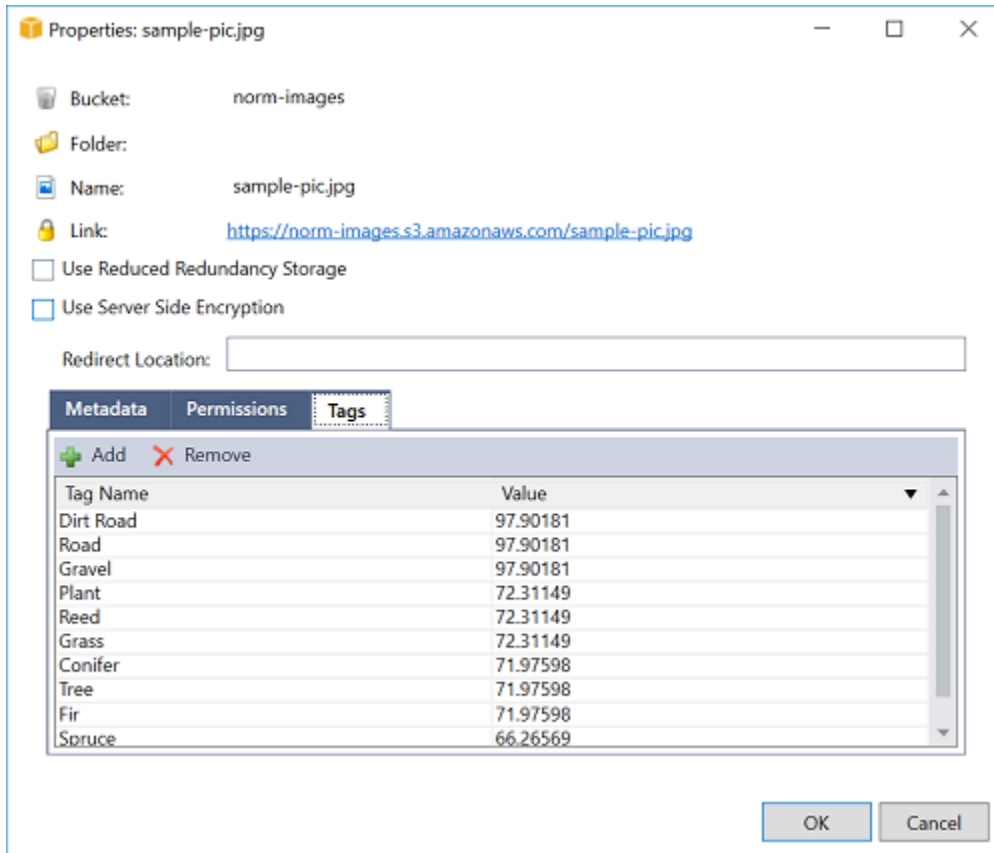 Properties: sample-pic.jpg
Bucket: norm-images
Folder:
Name: sample-pic.jpg
Link: https://norm-images.s3.amazonaws.com/sample-pic.jpg
Use Reduced Redundancy Storage
Use Server Side Encryption
Redirect Location:
Metadata Permissions Tags
Add Remove
Tag Name Value
Dirt Road 97.90181
Road 97.90181
Gravel 97.90181
Plant 72.31149
Reed 72.31149
Grass 72.31149
Conifer 71.97598
Tree 71.97598
Fir 71.97598
Spruce 66.26569
OK Cancel